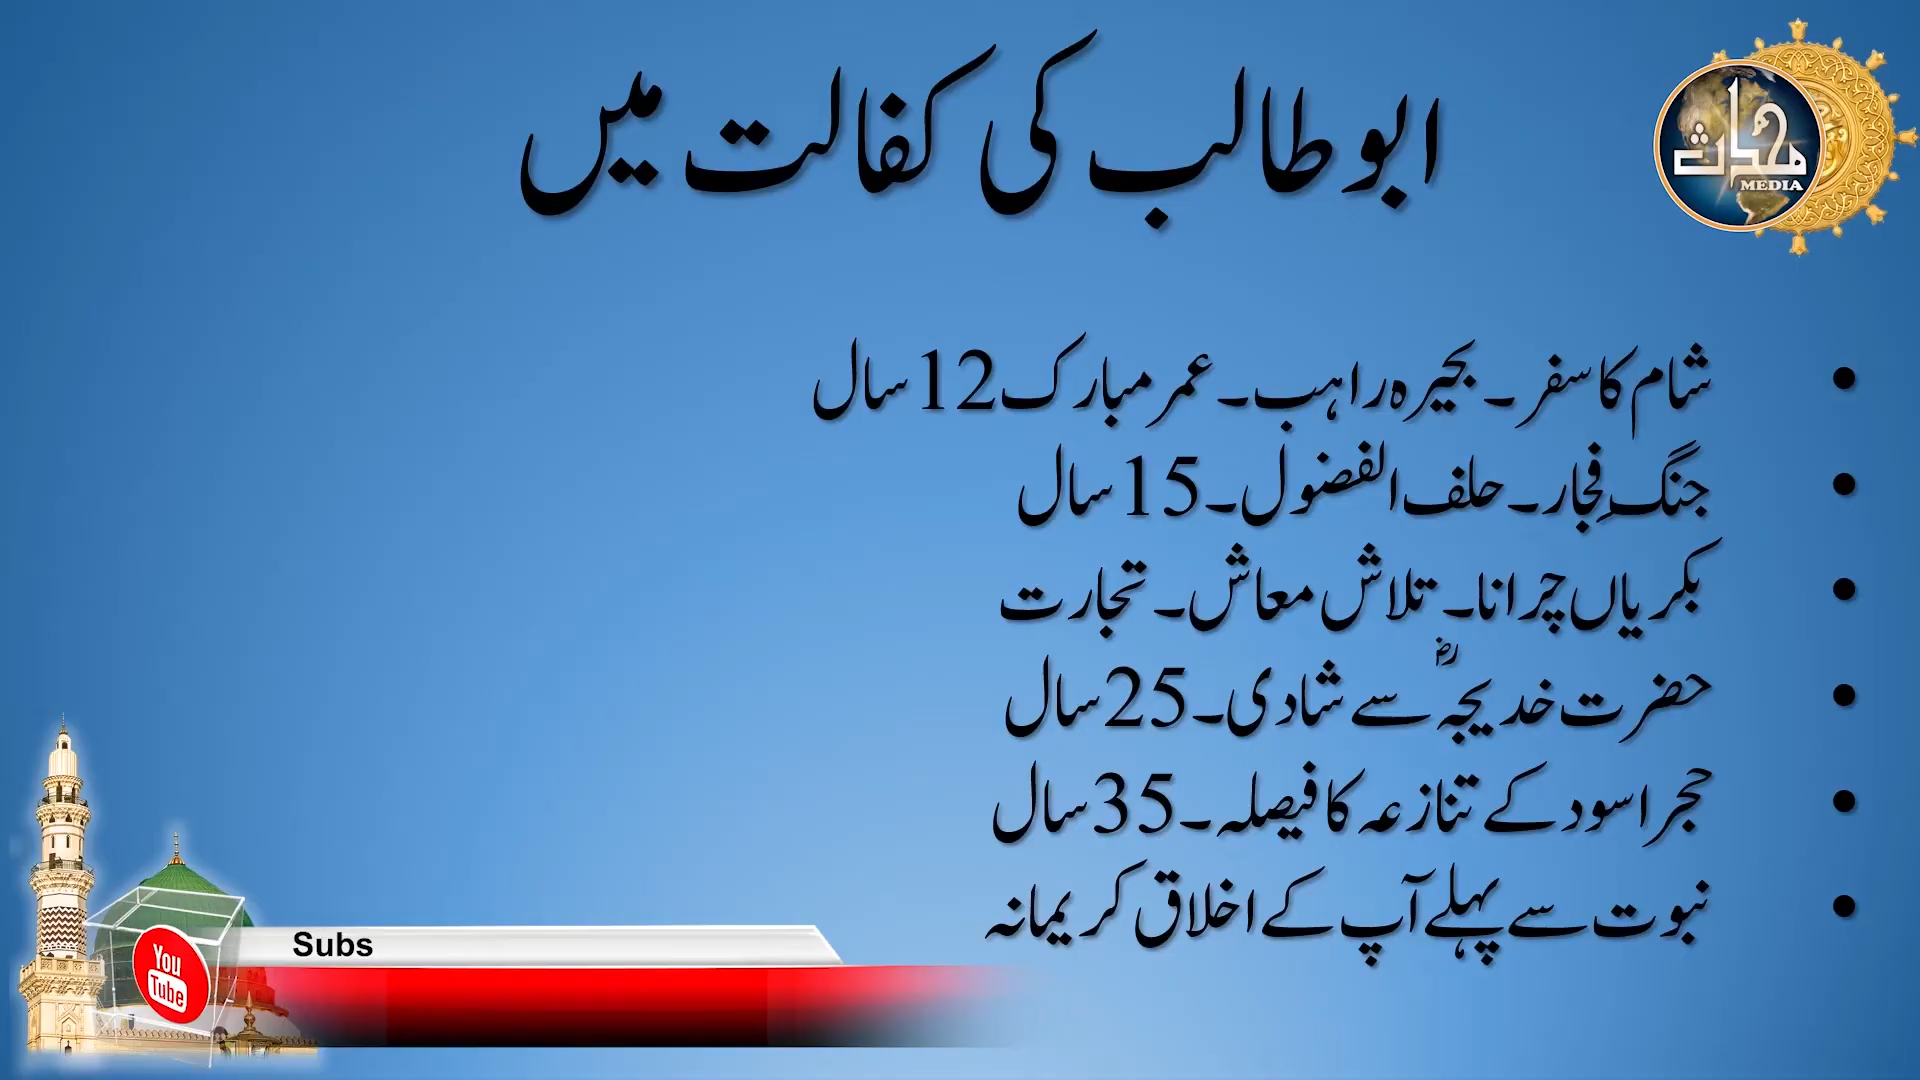 ابو طالب کی کفالت میں
محدث
MEDIA
• شام کا سفر ۔ بحیرہ راہب ۔ عمر مبارک 12 سال
• جنگِ فجار ۔ حلف الفضول ۔ 15 سال
• بکریاں چرانا ۔ تلاش معاش ۔ تجارت
• حضرت خدیجہؓ سے شادی ۔ 25 سال
• حجر اسود کے تنازعہ کا فیصلہ ۔ 35 سال
• نبوت سے پہلے آپ کے اخلاق کریمانہ
Subs
You
Tube